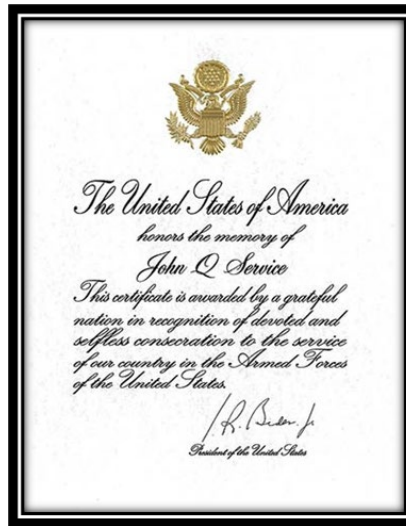 The United States of America
honors the memory of
John Q Service
This certificate is awarded by a grateful
nation in recognition of devoted and
selfless consecration to the service
of our country in the Armed Forces
of the United States.
J. R. Biden, Jr
President of the United States